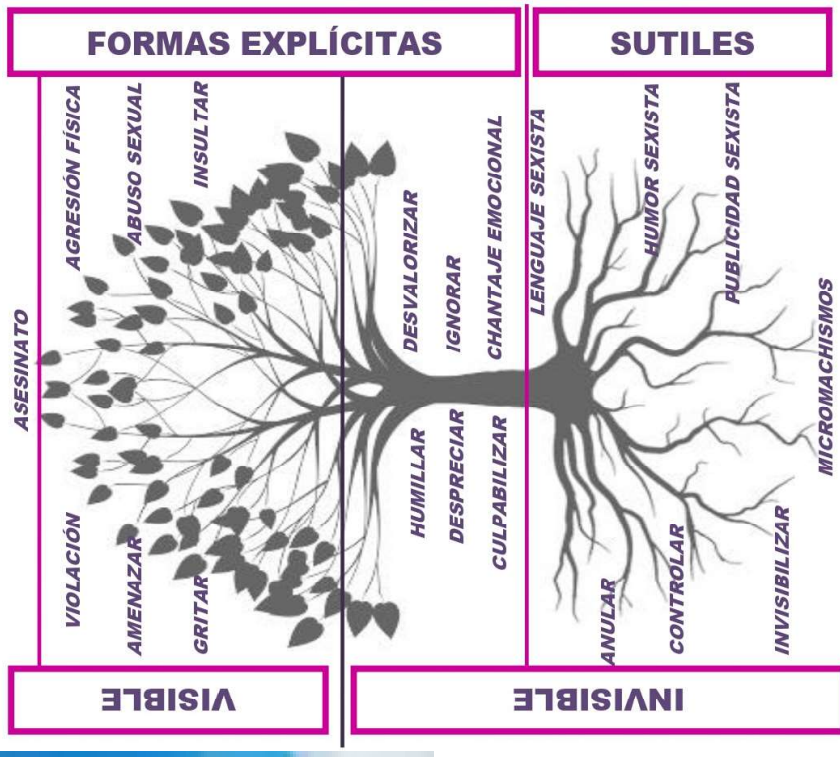 FORMAS EXPLÍCITAS
SUTILES
ASESINATO
AGRESIÓN FÍSICA
VIOLACIÓN
ABUSO SEXUAL
AMENAZAR
INSULTAR
GRITAR
DESVALORIZAR
HUMILLAR
IGNORAR
DESPRECIAR
CHANTAJE EMOCIONAL
CULPABILIZAR
LENGUAJE SEXISTA
ANULAR
HUMOR SEXISTA
CONTROLAR
PUBLICIDAD SEXISTA
INVISIBILIZAR
MICROMACHISMOS
VISIBLE
INVISIBLE